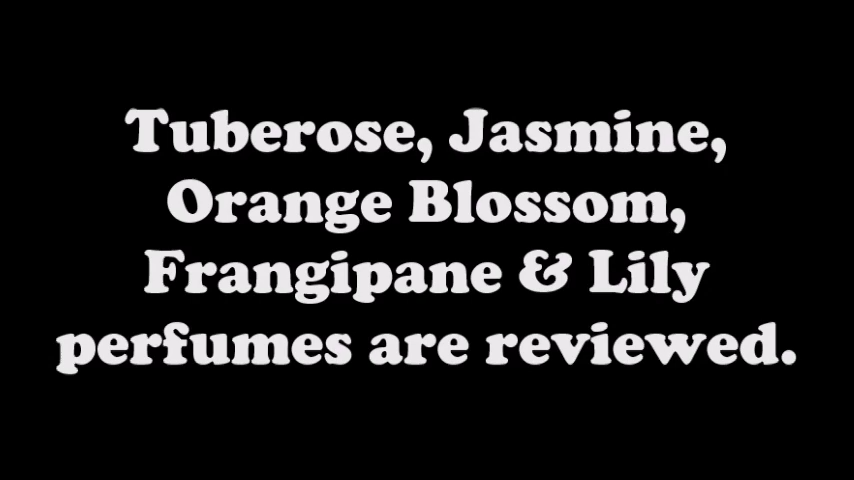 Tuberose, Jasmine,
Orange Blossom,
Frangipane & Lily
perfumes are reviewed.